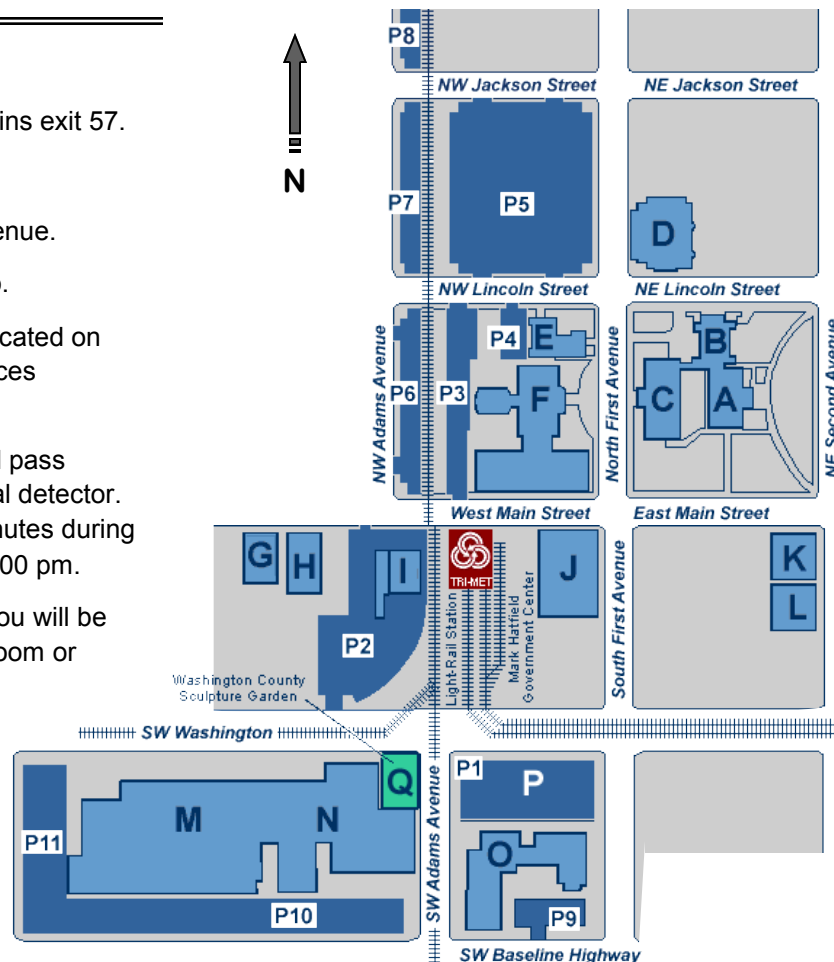 ins exit 57.
enue.
.
cated on
ces
l pass
al detector.
nutes during
:00 pm.
ou will be
oom or
N
P8
NW Jackson Street
NE Jackson Street
P7
P5
D
NW Lincoln Street
NE Lincoln Street
NW Adams Avenue
P6
P3
P4
E
F
North First Avenue
B
C
A
NE Second Avenue
West Main Street
East Main Street
G
H
I
P2
TRI-MET
Light-Rail Station
Mark Hatfield
Government Center
J
South First Avenue
K
L
Washington County
Sculpture Garden
SW Washington
P11
M
N
Q
P10
SW Adams Avenue
P1
P
O
P9
SW Baseline Highway